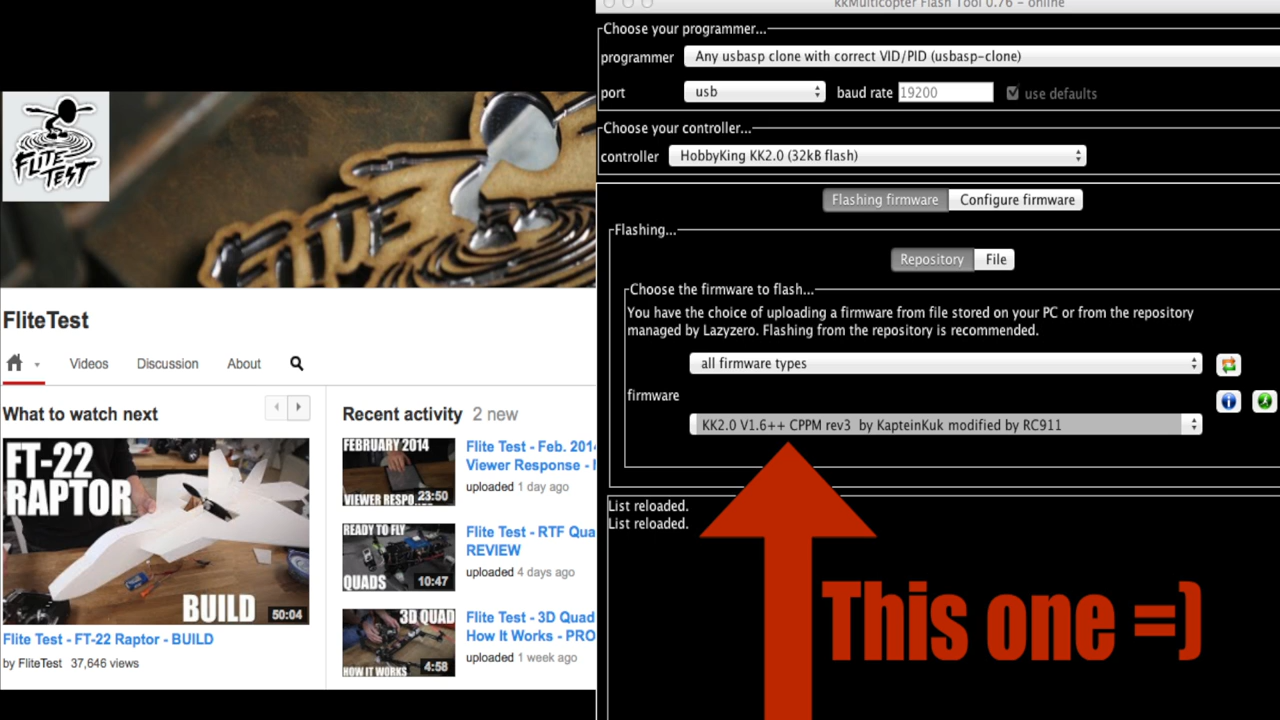 FLITE TEST
FLITE
FliteTest
Videos
Discussion
About
What to watch next
FT-22
RAPTOR
BUILD
50:04
Flite Test - FT-22 Raptor - BUILD
by FliteTest 37,646 views
Recent activity 2 new
FEBRUARY 2014
VIEWER RESPO
23:50
Flite Test - Feb. 2014
Viewer Response -
uploaded 1 day ago
READY TO FLY
QUADS
10:47
Flite Test - RTF Qua
REVIEW
uploaded 4 days ago
3D QUAD
HOW IT WORKS
4:58
Flite Test - 3D Quad
How It Works - PRO
uploaded 1 week ago
kkMulticopter Flash Tool 0.76 - online
Choose your programmer...
programmer Any usbasp clone with correct VID/PID (usbasp-clone)
port usb baud rate 19200 use defaults
Choose your controller...
controller HobbyKing KK2.0 (32kB flash)
Flashing firmware Configure firmware
Flashing...
Repository File
Choose the firmware to flash...
You have the choice of uploading a firmware from file stored on your PC or from the repository
managed by Lazyzero. Flashing from the repository is recommended.
all firmware types
firmware
KK2.0 V1.6++ CPPM rev3 by KapteinKuk modified by RC911
List reloaded.
List reloaded.
This one =)